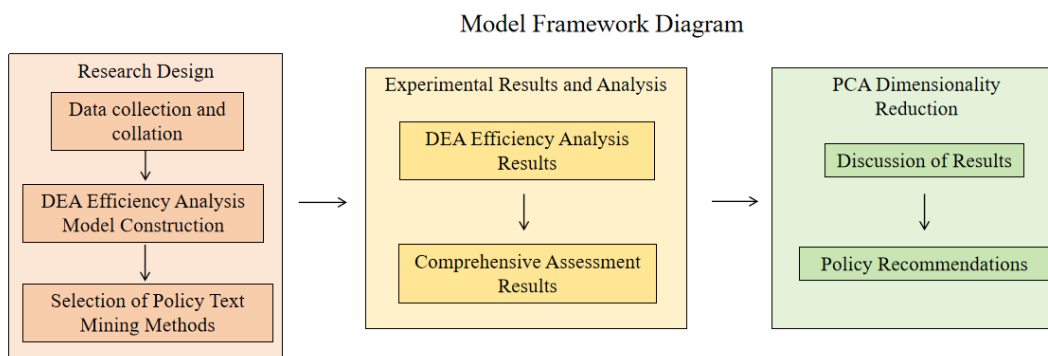 Model Framework Diagram
Research Design
Data collection and
collation
DEA Efficiency Analysis
Model Construction
Selection of Policy Text
Mining Methods
Experimental Results and Analysis
DEA Efficiency Analysis
Results
Comprehensive Assessment
Results
PCA Dimensionality
Reduction
Discussion of Results
Policy Recommendations